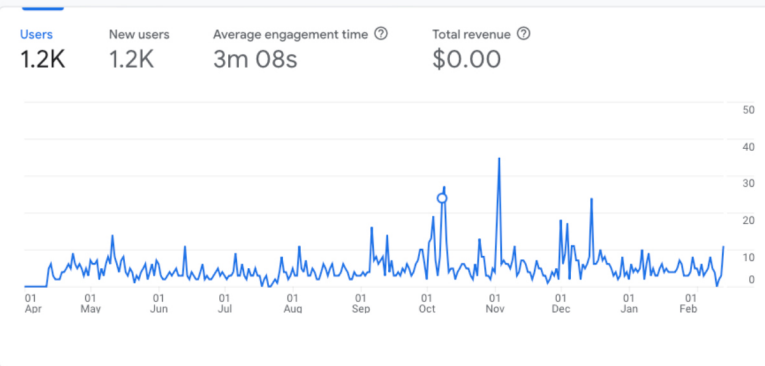 Users New users Average engagement time Total revenue
1.2K 1.2K 3m 08s $0.00
50
40
30
20
10
0
01 01 01 01 01 01 01 01 01 01 01
Apr May Jun Jul Aug Sep Oct Nov Dec Jan Feb